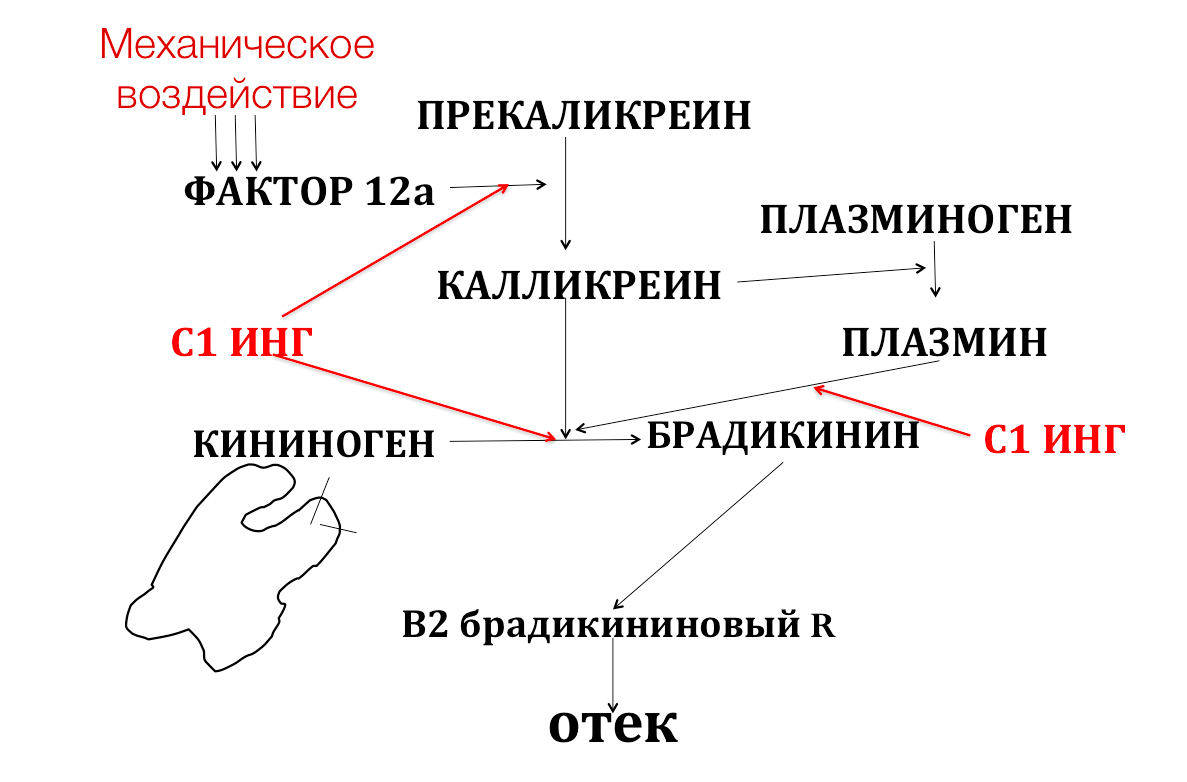 Механическое
воздействие
ПРЕКАЛИКРЕИН
ФАКТОР 12а
ПЛАЗМИНОГЕН
КАЛЛИКРЕИН
С1 ИНГ
ПЛАЗМИН
КИНИНОГЕН
БРАДИКИНИН
С1 ИНГ
В2 брадикининовый R
отек